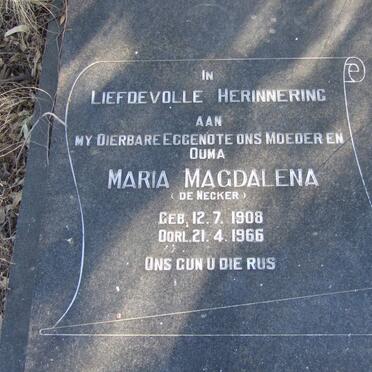 IN
LIEFDEVOLLE HERINNERING
AAN
MY DIERBARE EGGENOTE ONS MOEDER EN
OUMA
MARIA MAGDALENA
(DE NECKER)
GEB. 12. 7. 1908
OORL. 21. 4. 1966
ONS GUN U DIE RUS